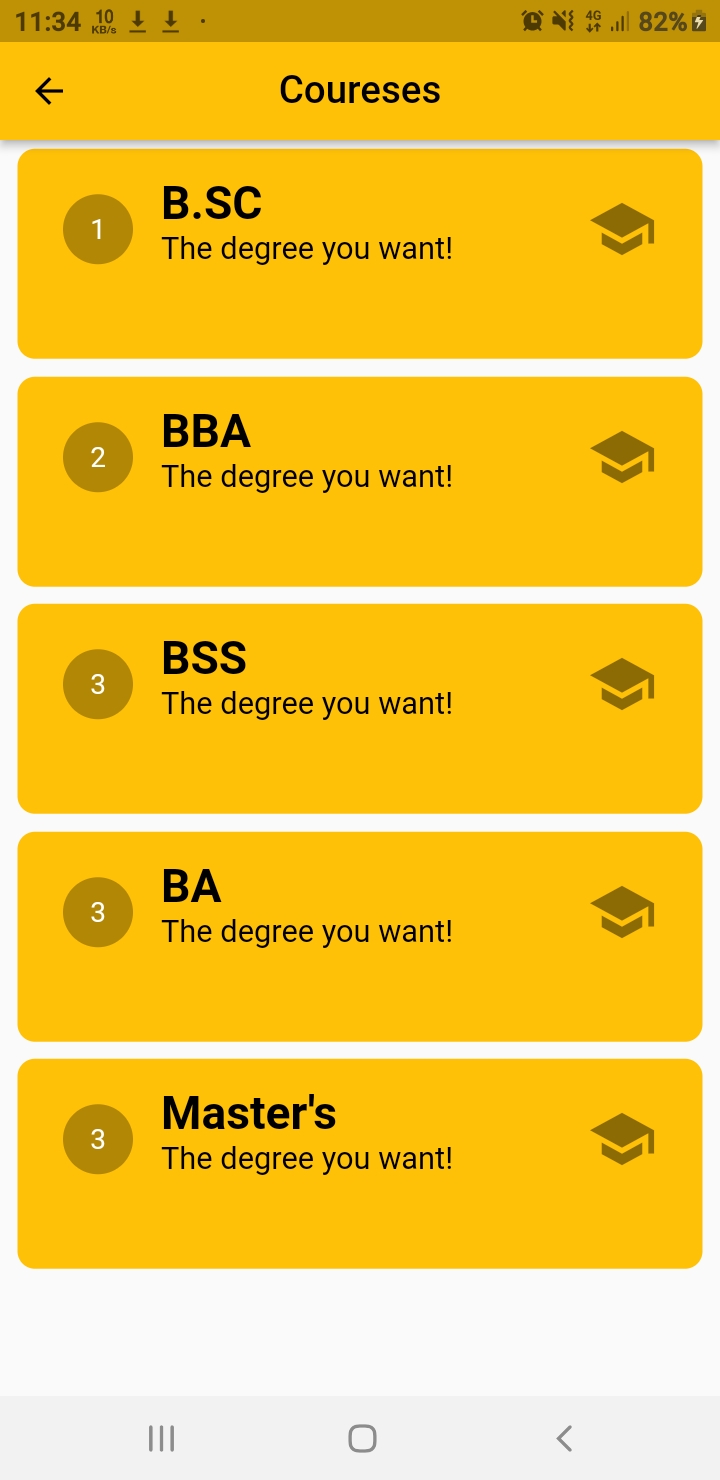 11:34 10 KB/s 4G 82%
Coureses
1
B.SC
The degree you want!
2
BBA
The degree you want!
3
BSS
The degree you want!
3
BA
The degree you want!
3
Master's
The degree you want!